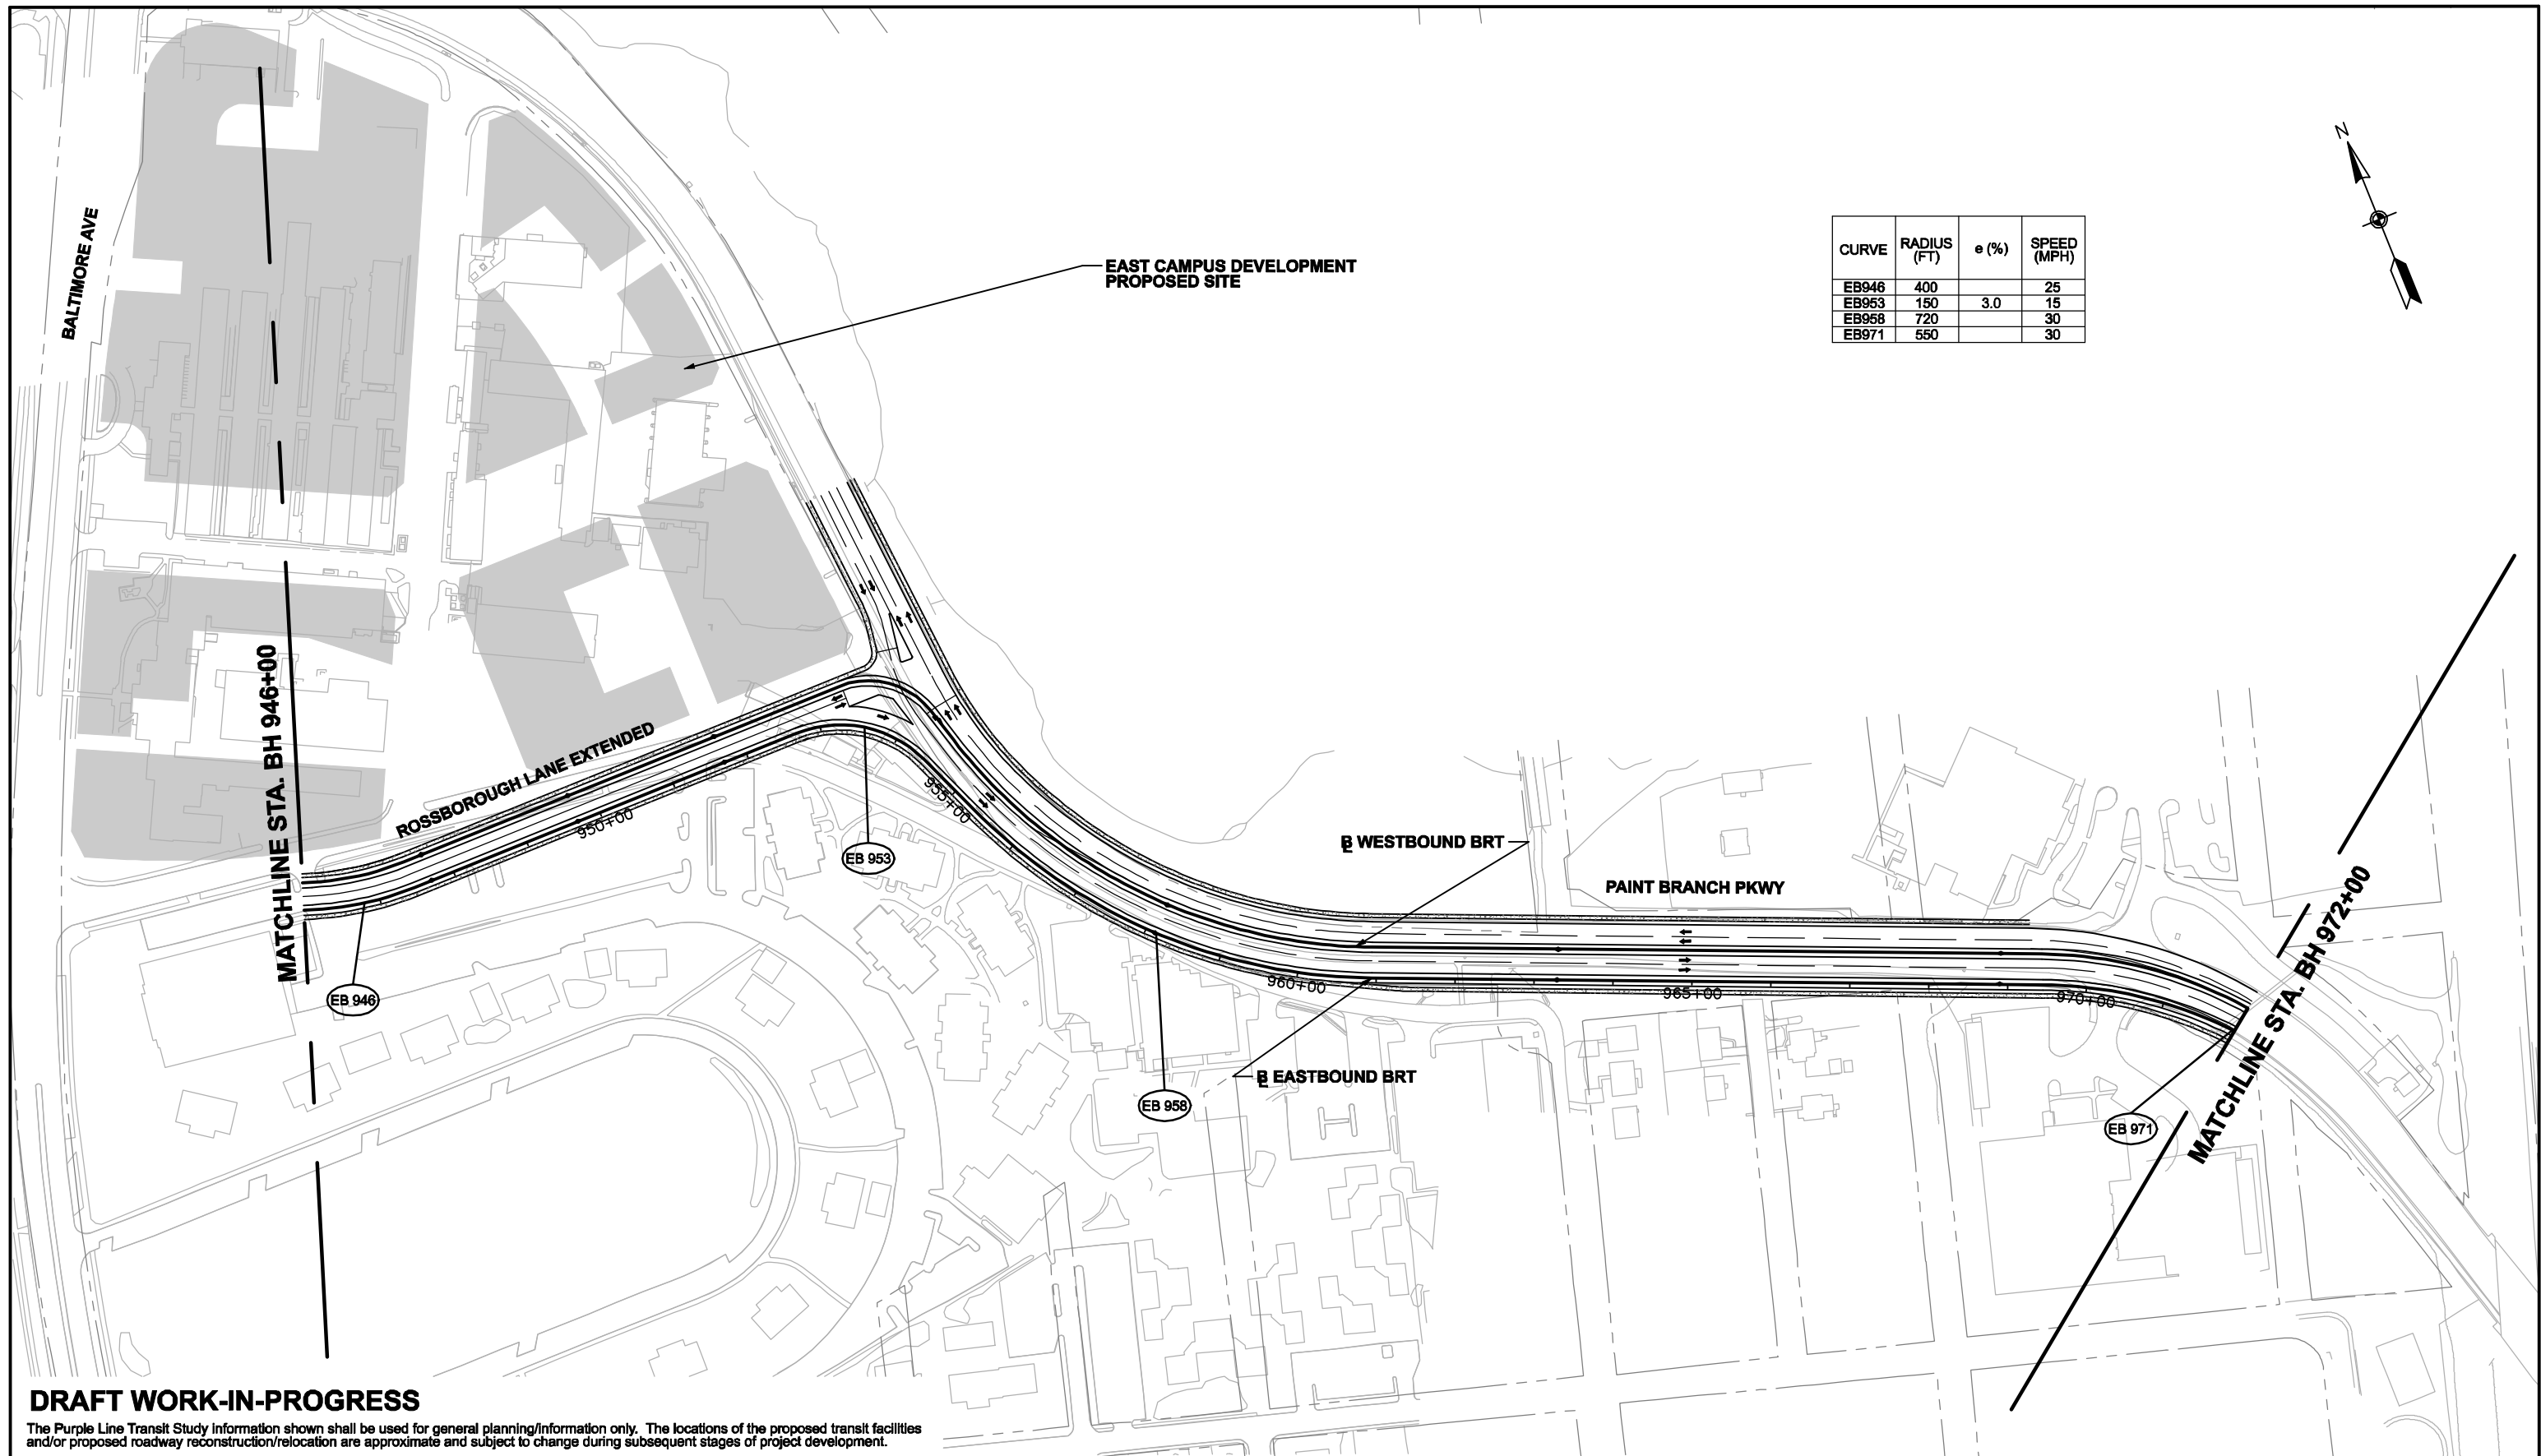 N
CURVE RADIUS (FT) e (%) SPEED (MPH)
EB946 400 25
EB953 150 3.0 15
EB958 720 30
EB971 550 30
BALTIMORE AVE
EAST CAMPUS DEVELOPMENT
PROPOSED SITE
MATCHLINE STA. BH 946+00
ROSSBOROUGH LANE EXTENDED
950+00
955+00
EB 953
EB 946
BL WESTBOUND BRT
PAINT BRANCH PKWY
960+00
965+00
970+00
BL EASTBOUND BRT
EB 958
EB 971
MATCHLINE STA. BH 972+00
DRAFT WORK-IN-PROGRESS
The Purple Line Transit Study information shown shall be used for general planning/information only. The locations of the proposed transit facilities
and/or proposed roadway reconstruction/relocation are approximate and subject to change during subsequent stages of project development.